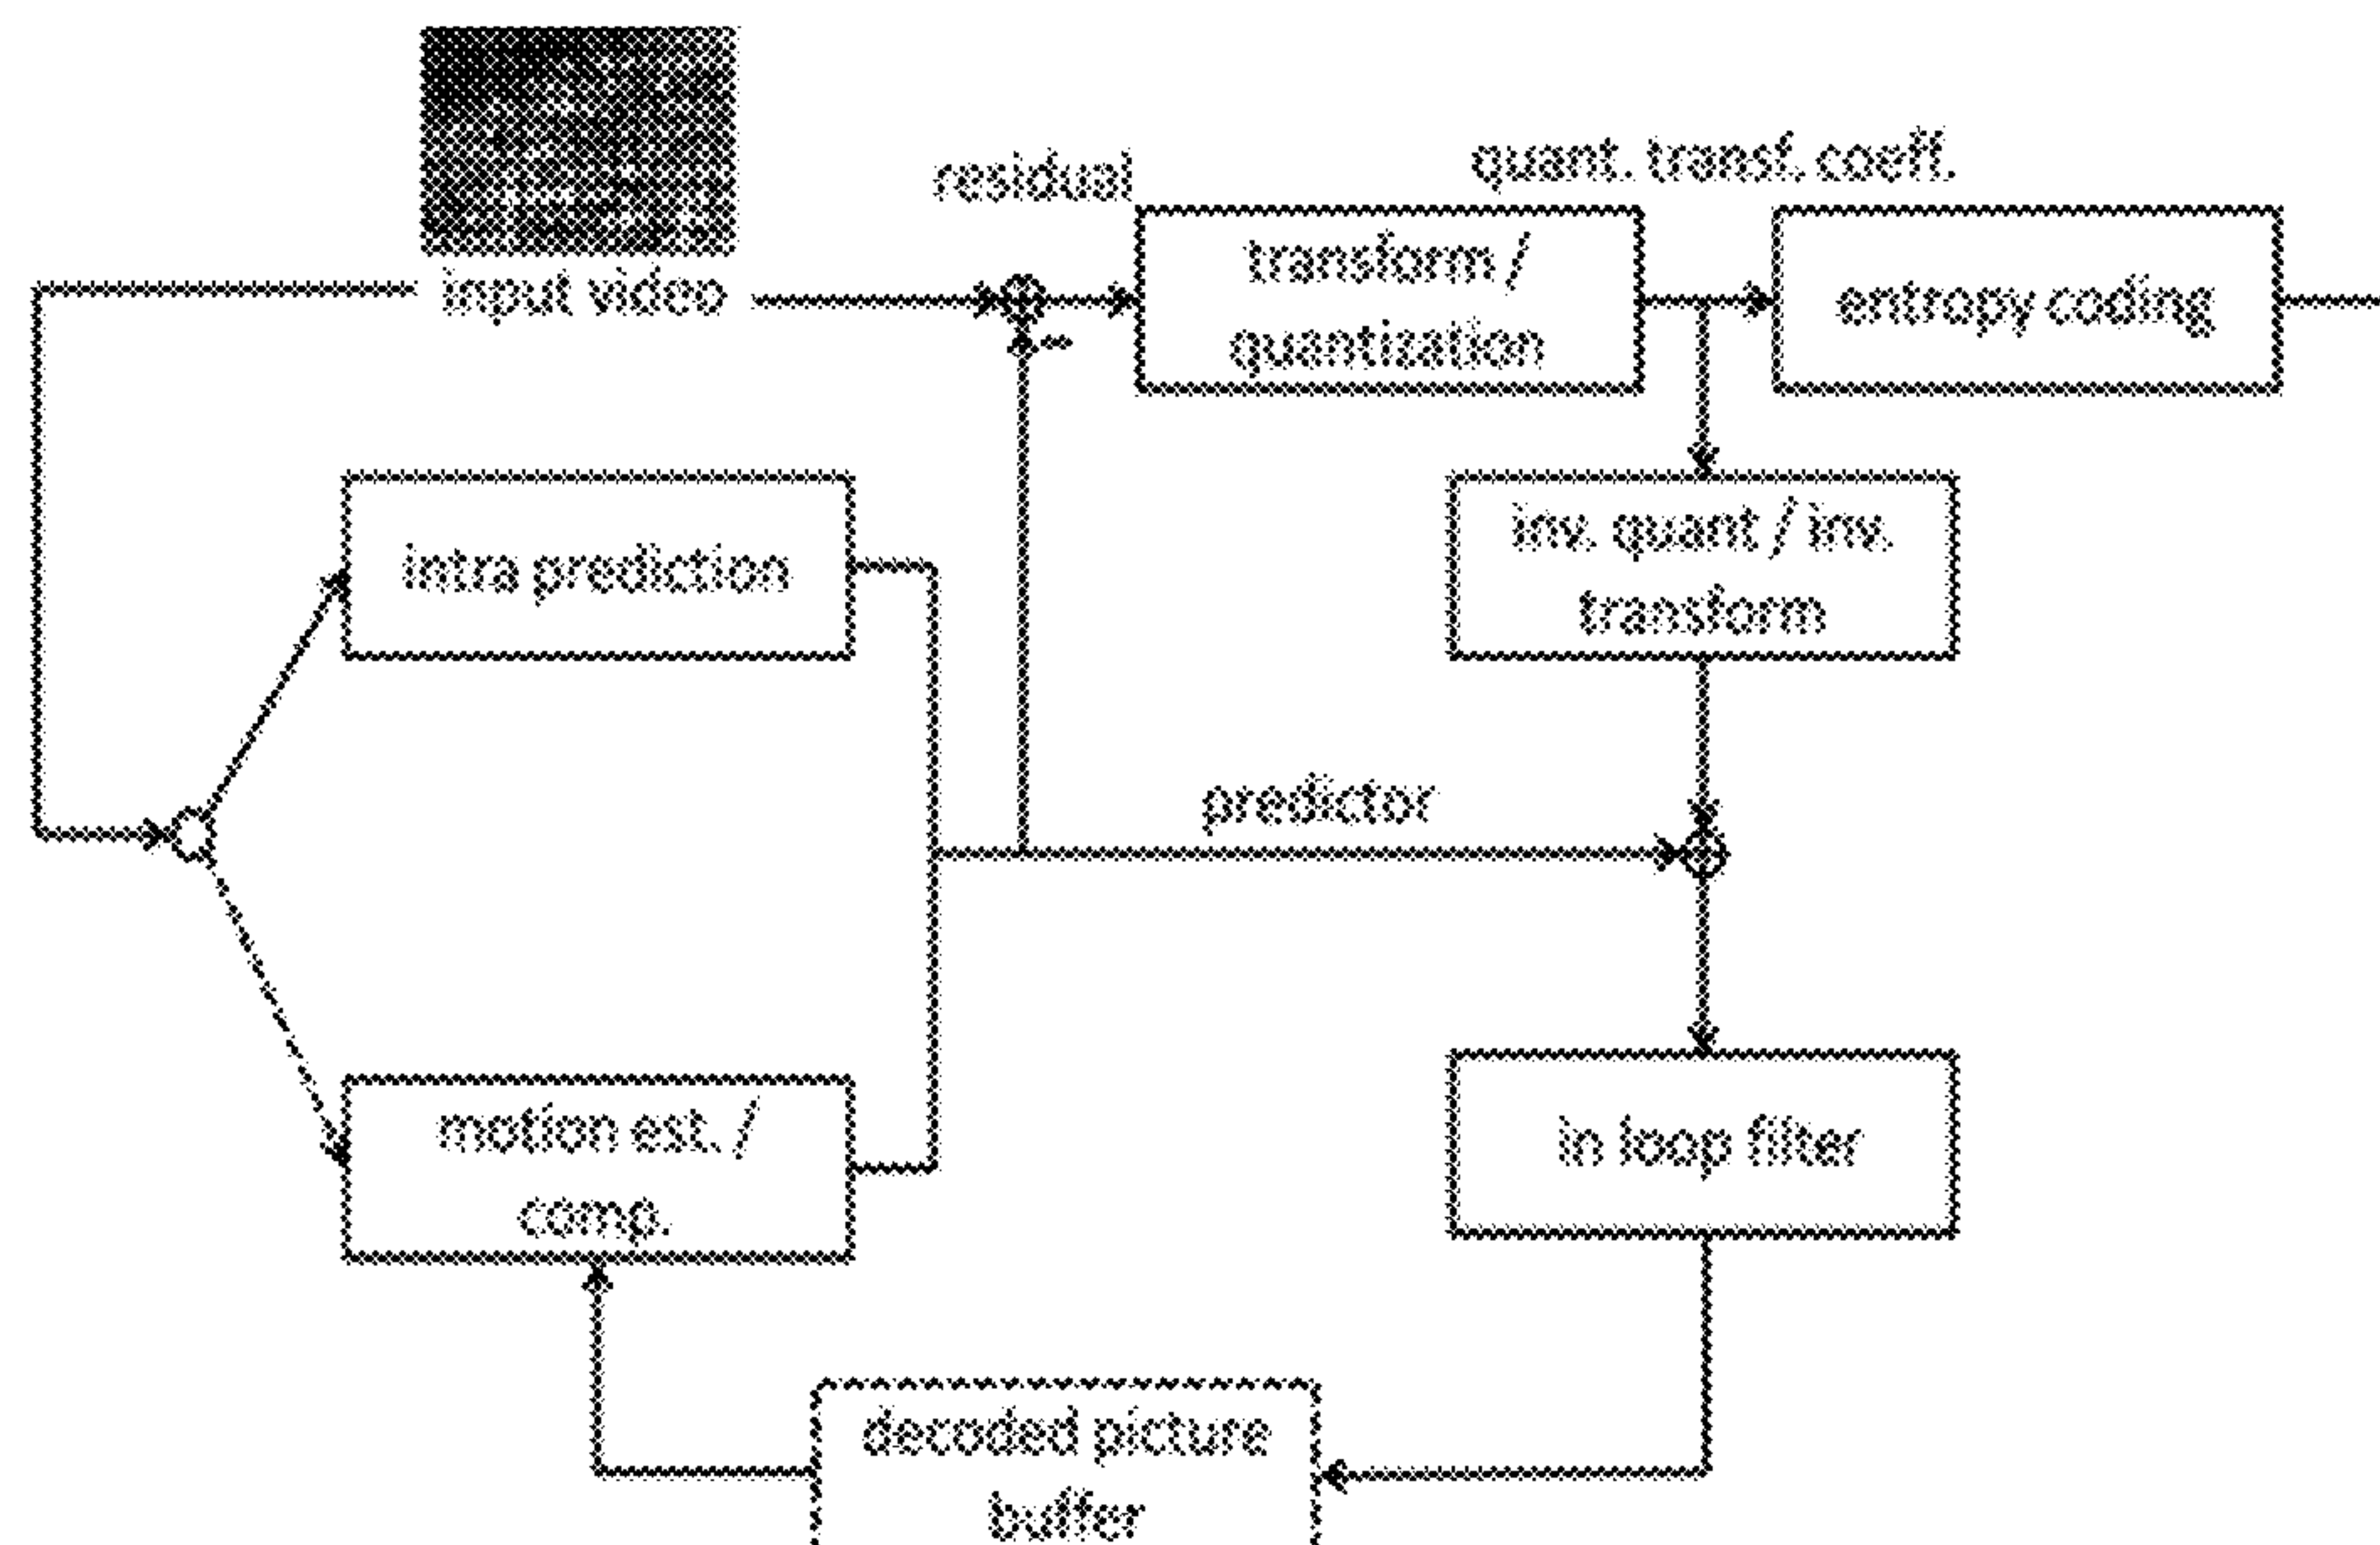 residual
quant. transf. coeff.
input video
transform /
quantization
entropy coding
intra prediction
inv. quant / inv.
transform
predictor
motion est. /
comp.
in loop filter
decoded picture
buffer